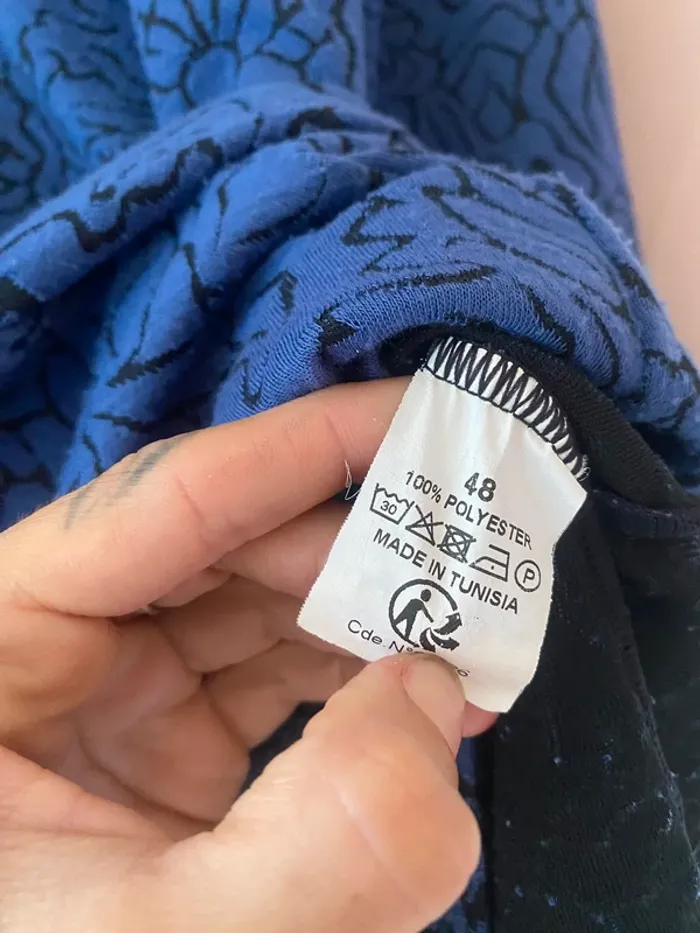 48
100% POLYESTER
30
P
MADE IN TUNISIA
Cde.N°